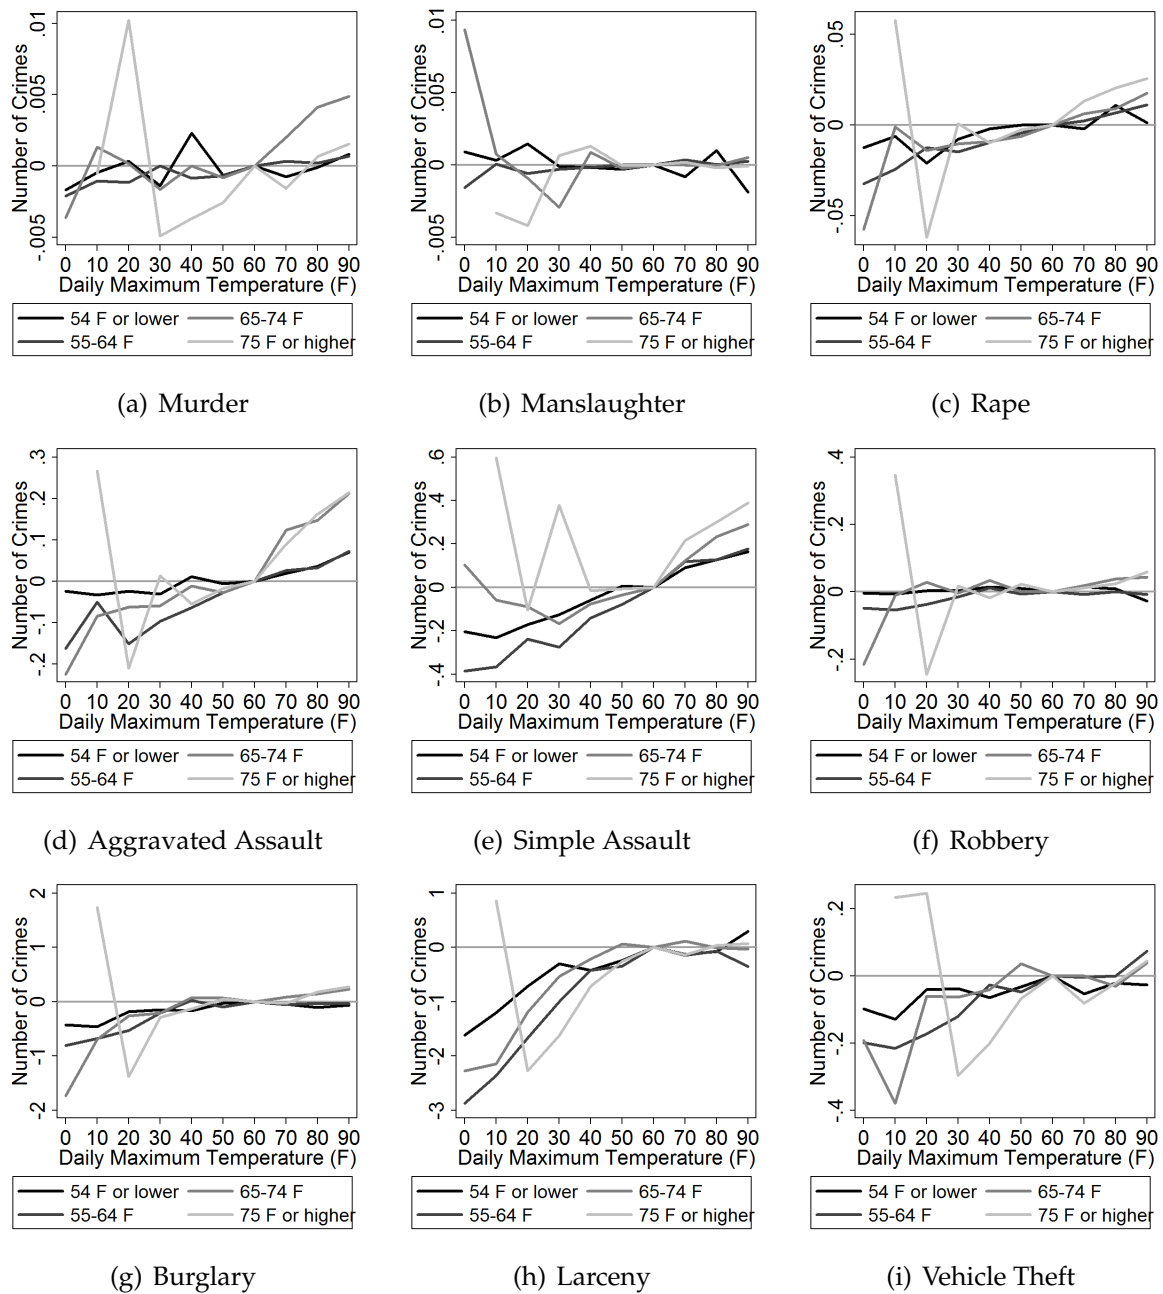 Number of Crimes
-.005 0 .005 .01
0 10 20 30 40 50 60 70 80 90
Daily Maximum Temperature (F)
54 F or lower 65-74 F
55-64 F 75 F or higher
(a) Murder
Number of Crimes
-.005 0 .005 .01
0 10 20 30 40 50 60 70 80 90
Daily Maximum Temperature (F)
54 F or lower 65-74 F
55-64 F 75 F or higher
(b) Manslaughter
Number of Crimes
-.05 0 .05
0 10 20 30 40 50 60 70 80 90
Daily Maximum Temperature (F)
54 F or lower 65-74 F
55-64 F 75 F or higher
(c) Rape
Number of Crimes
-.2 -.1 0 .1 .2 .3
0 10 20 30 40 50 60 70 80 90
Daily Maximum Temperature (F)
54 F or lower 65-74 F
55-64 F 75 F or higher
(d) Aggravated Assault
Number of Crimes
-.4 -.2 0 .2 .4 .6
0 10 20 30 40 50 60 70 80 90
Daily Maximum Temperature (F)
54 F or lower 65-74 F
55-64 F 75 F or higher
(e) Simple Assault
Number of Crimes
-.2 0 .2 .4
0 10 20 30 40 50 60 70 80 90
Daily Maximum Temperature (F)
54 F or lower 65-74 F
55-64 F 75 F or higher
(f) Robbery
Number of Crimes
-2 -1 0 1 2
0 10 20 30 40 50 60 70 80 90
Daily Maximum Temperature (F)
54 F or lower 65-74 F
55-64 F 75 F or higher
(g) Burglary
Number of Crimes
-3 -2 -1 0 1
0 10 20 30 40 50 60 70 80 90
Daily Maximum Temperature (F)
54 F or lower 65-74 F
55-64 F 75 F or higher
(h) Larceny
Number of Crimes
-.4 -.2 0 .2
0 10 20 30 40 50 60 70 80 90
Daily Maximum Temperature (F)
54 F or lower 65-74 F
55-64 F 75 F or higher
(i) Vehicle Theft